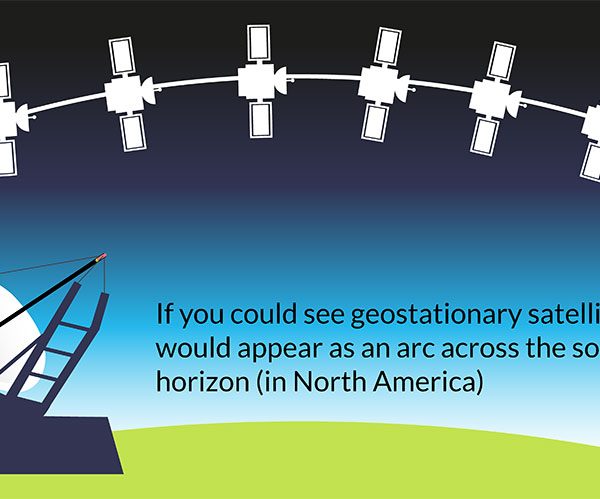 If you could see geostationary satelli
would appear as an arc across the so
horizon (in North America)